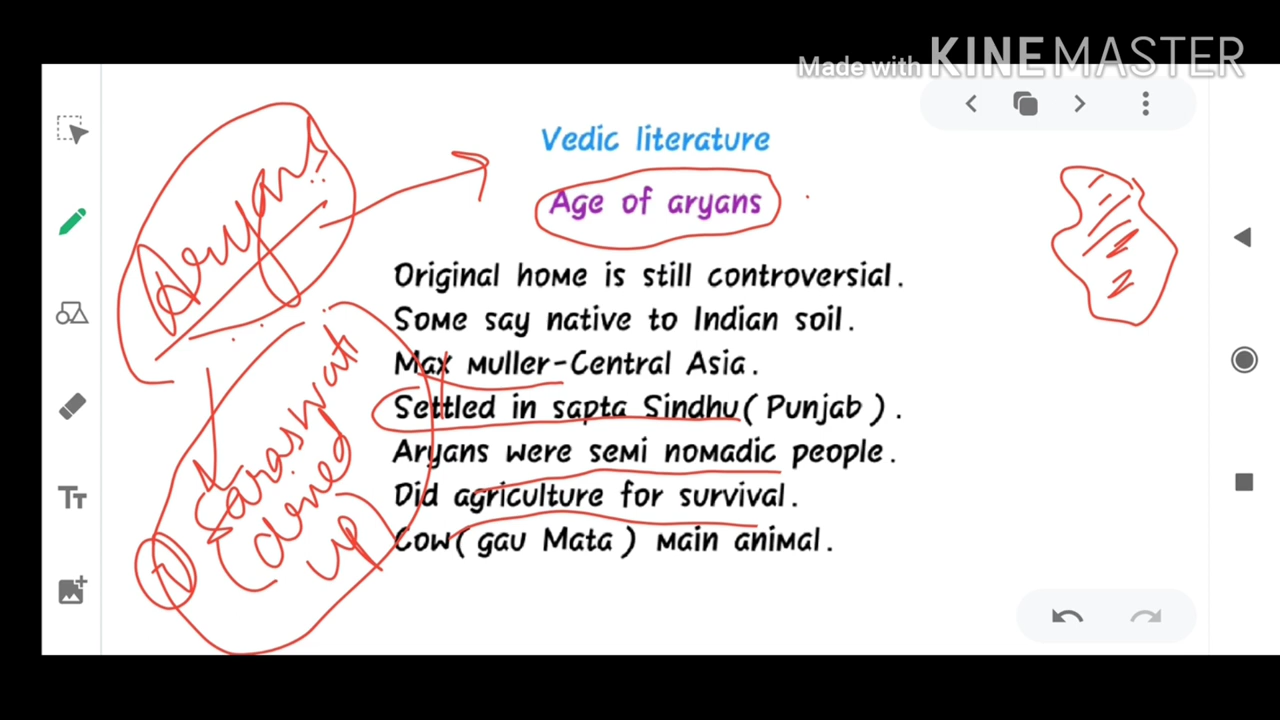 Made with KINEMASTER
Vedic literature
Age of aryans
Original home is still controversial.
Some say native to Indian soil.
Max muller-Central Asia.
Settled in sapta Sindhu( Punjab ) .
Aryans were semi nomadic people.
Did agriculture for survival.
Cow( gau Mata ) main animal.
Aryans
Saraswati
dried
up
TT